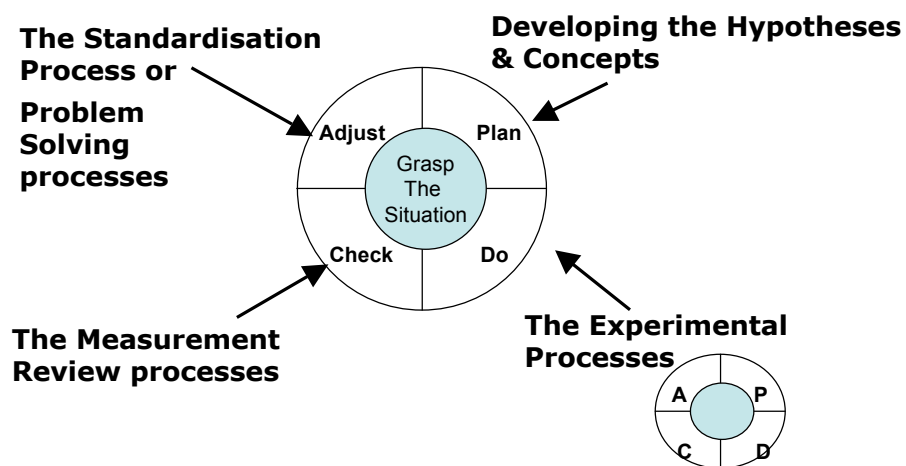 The Standardisation
Process or
Problem
Solving
processes
Developing the Hypotheses
& Concepts
Adjust
Plan
Grasp
The
Situation
Check
Do
The Measurement
Review processes
The Experimental
Processes
A
P
C
D